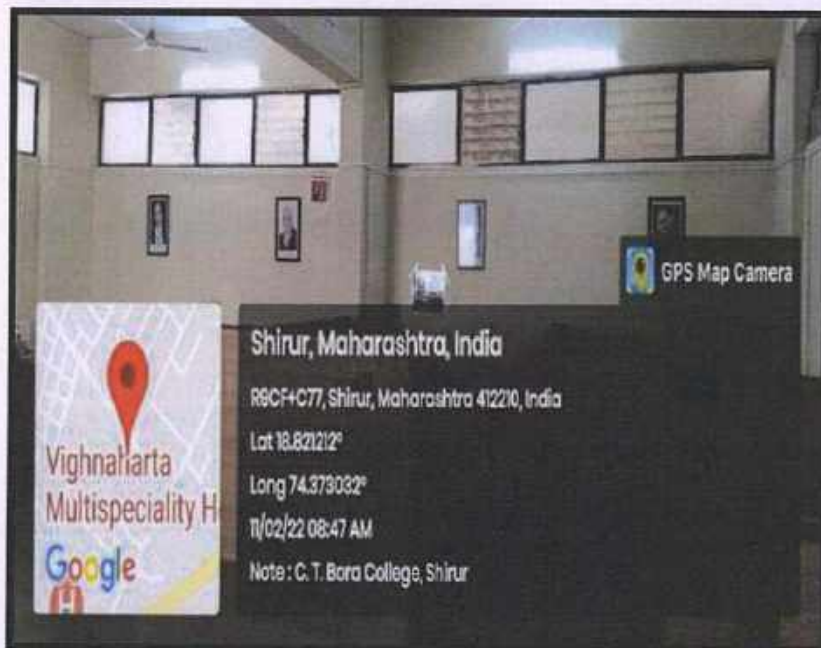 GPS Map Camera
Shirur, Maharashtra, India
R9CF+C77, Shirur, Maharashtra 412210, India
Lat 18.821212°
Long 74.373032°
11/02/22 08:47 AM
Note : C. T. Bora College, Shirur
Vighnaharta
Multispeciality H
Google
H